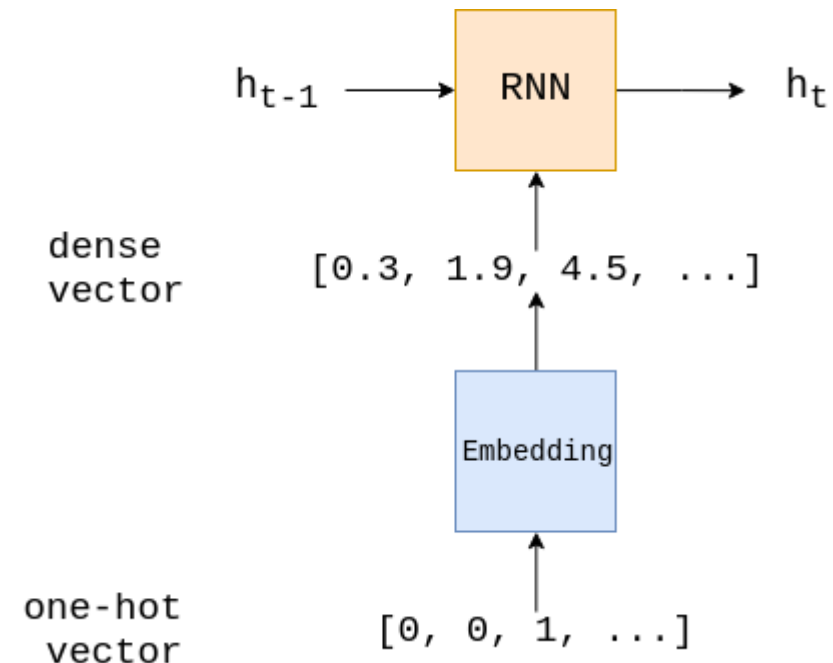 h_{t-1}
RNN
h_t
dense
vector
[0.3, 1.9, 4.5, ...]
Embedding
one-hot
vector
[0, 0, 1, ...]